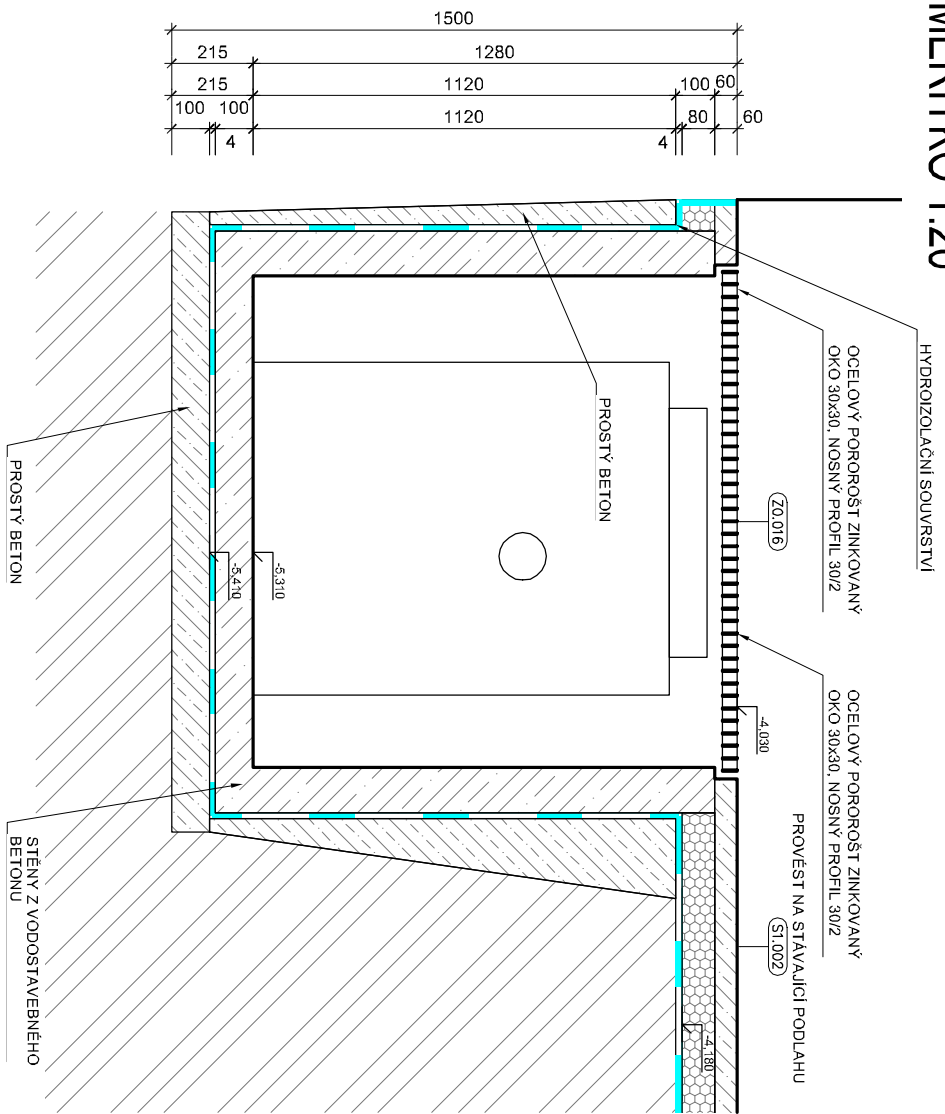 MĚŘÍTKO 1:20
1500
215
1280
215
1120
100
60
100
100
1120
80
60
4
4
HYDROIZOLAČNÍ SOUVRSTVÍ
OCELOVÝ POROROŠT ZINKOVANÝ
OKO 30x30, NOSNÝ PROFIL 30/2
OCELOVÝ POROROŠT ZINKOVANÝ
OKO 30x30, NOSNÝ PROFIL 30/2
Z0.016
-4,030
PROVÉST NA STÁVAJÍCÍ PODLAHU
S1.002
-4,180
PROSTÝ BETON
-5,310
-5,410
PROSTÝ BETON
STĚNY Z VODOSTAVEBNÉHO
BETONU